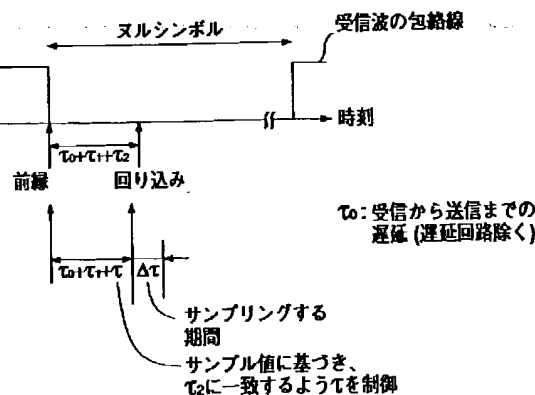 ヌルシンボル
受信波の包絡線
時刻
τ0+τ1+τ2
前縁
回り込み
τ0:受信から送信までの
遅延 (遅延回路除く)
τ0+τ1+τ
Δτ
サンプリングする
期間
サンプル値に基づき、
τ2に一致するようτを制御